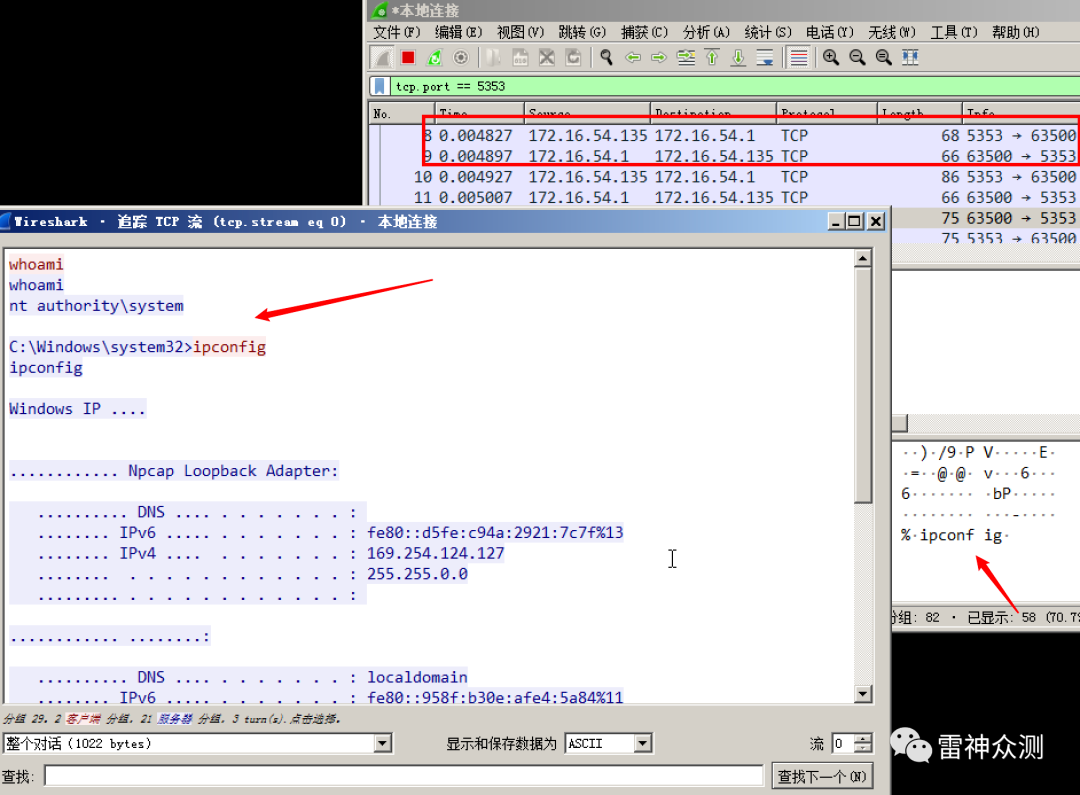 *本地连接
文件(F) 编辑(E) 视图(V) 跳转(G) 捕获(C) 分析(A) 统计(S) 电话(Y) 无线(W) 工具(T) 帮助(H)
tcp.port == 5353
No. Time Source Destination Protocol Length Info
8 0.004827 172.16.54.135 172.16.54.1 TCP 68 5353 → 63500
9 0.004897 172.16.54.1 172.16.54.135 TCP 66 63500 → 5353
10 0.004927 172.16.54.135 172.16.54.1 TCP 86 5353 → 63500
11 0.005007 172.16.54.1 172.16.54.135 TCP 66 63500 → 5353
75 63500 → 5353
75 5353 → 63500
Wireshark · 追踪 TCP 流 (tcp.stream eq 0) · 本地连接
whoami
whoami
nt authority\system
C:\Windows\system32>ipconfig
ipconfig
Windows IP ....
............ Npcap Loopback Adapter:
.......... DNS .... . . . . . . . :
........ IPv6 ..... . . . . . . . : fe80::d5fe:c94a:2921:7c7f%13
........ IPv4 .... . . . . . . . : 169.254.124.127
........ . . . . . . . . . . . . : 255.255.0.0
......... . . . . . . . . . . . . :
............ ........:
.......... DNS .... . . . . . . . : localdomain
........ IPv6 ..... . . . . . . . : fe80::958f:b30e:afe4:5a84%11
··)·/9·P V·····E·
·=··@·@· v···6···
6······· ·bP·····
········ ···-····
%·ipconf ig·
分组: 82 · 已显示: 58 (70.7%
分组 29. 2 客户端 分组, 21 服务器 分组, 3 turn(s).点击选择.
整个对话 (1022 bytes) 显示和保存数据为 ASCII 流 0
查找: 查找下一个(N)
雷神众测